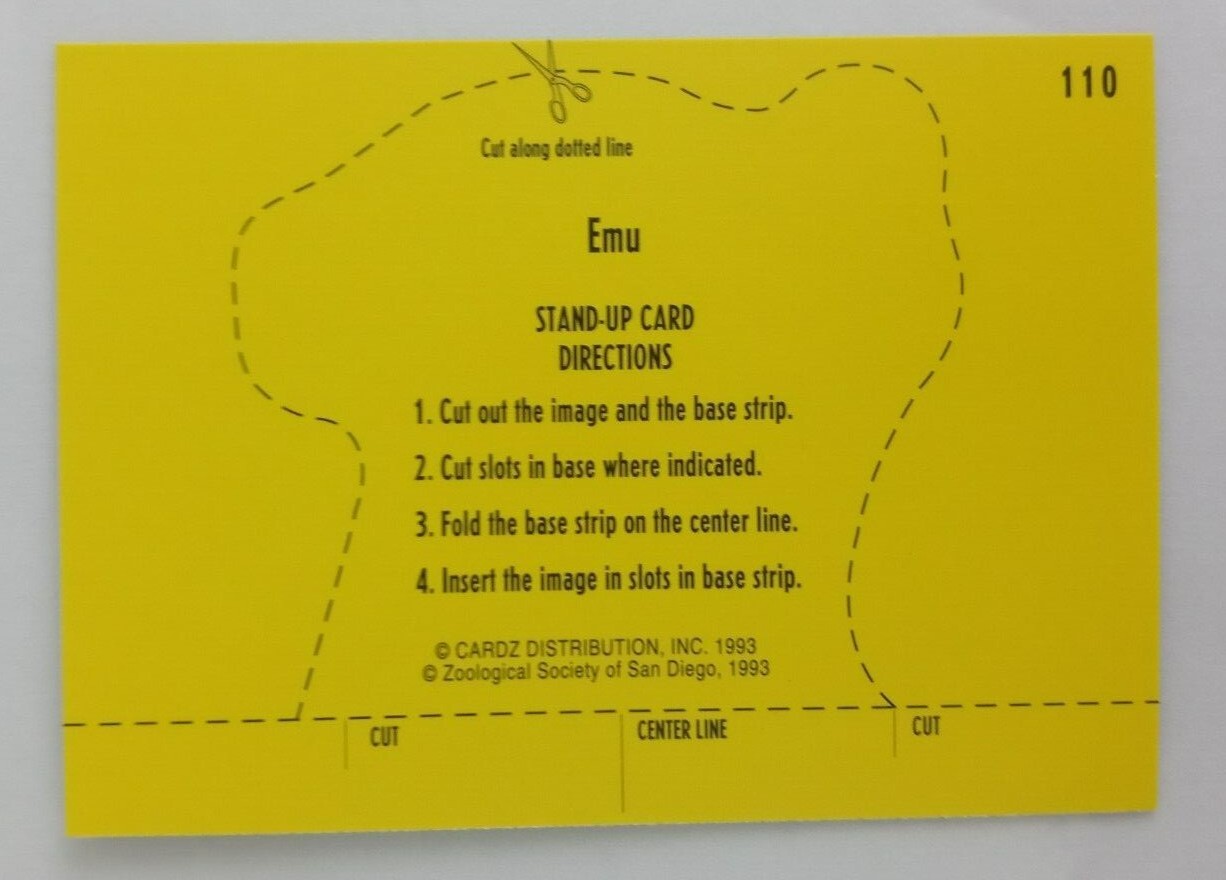 110
Cut along dotted line
Emu
STAND-UP CARD
DIRECTIONS
1. Cut out the image and the base strip.
2. Cut slots in base where indicated.
3. Fold the base strip on the center line.
4. Insert the image in slots in base strip.
© CARDZ DISTRIBUTION, INC. 1993
© Zoological Society of San Diego, 1993
CUT
CENTER LINE
CUT